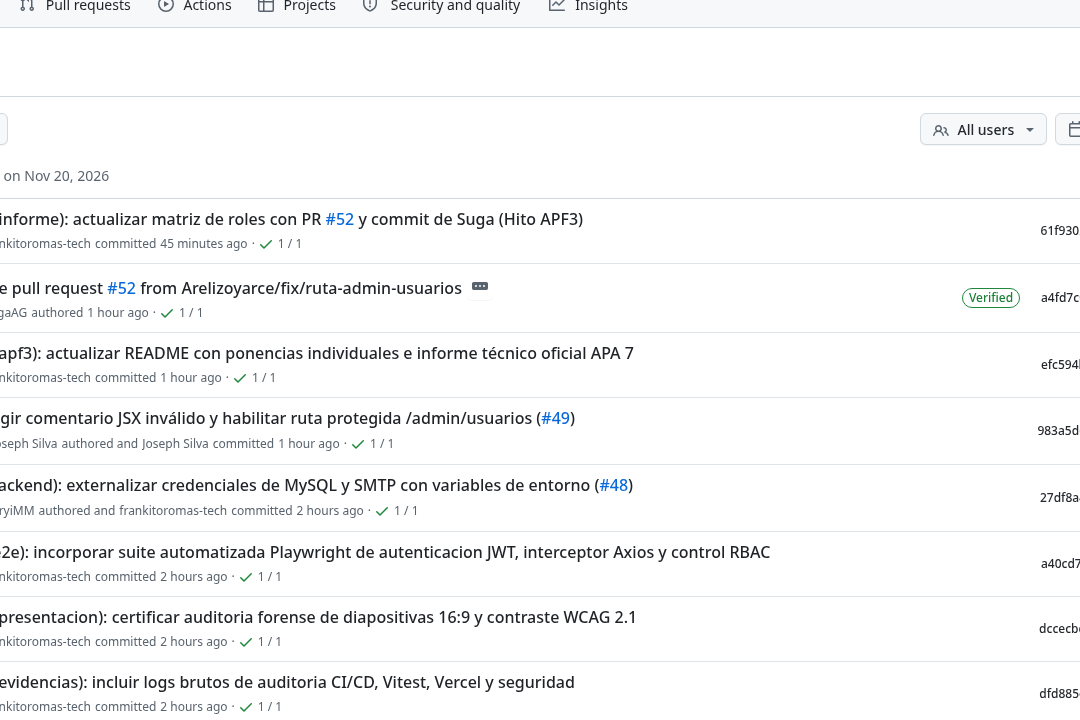 Pull requests Actions Projects Security and quality Insights
All users
on Nov 20, 2026
informe): actualizar matriz de roles con PR #52 y commit de Suga (Hito APF3)
nkitoromas-tech committed 45 minutes ago · 1 / 1
61f930
e pull request #52 from Arelizoyarce/fix/ruta-admin-usuarios
gaAG authored 1 hour ago · 1 / 1
Verified
a4fd7c
apf3): actualizar README con ponencias individuales e informe técnico oficial APA 7
nkitoromas-tech committed 1 hour ago · 1 / 1
efc594
gir comentario JSX inválido y habilitar ruta protegida /admin/usuarios (#49)
oseph Silva authored and Joseph Silva committed 1 hour ago · 1 / 1
983a5d
ackend): externalizar credenciales de MySQL y SMTP con variables de entorno (#48)
ryiMM authored and frankitoromas-tech committed 2 hours ago · 1 / 1
27df8a
2e): incorporar suite automatizada Playwright de autenticacion JWT, interceptor Axios y control RBAC
nkitoromas-tech committed 2 hours ago · 1 / 1
a40cd7
presentacion): certificar auditoria forense de diapositivas 16:9 y contraste WCAG 2.1
nkitoromas-tech committed 2 hours ago · 1 / 1
dccecb
evidencias): incluir logs brutos de auditoria CI/CD, Vitest, Vercel y seguridad
nkitoromas-tech committed 2 hours ago · 1 / 1
dfd885